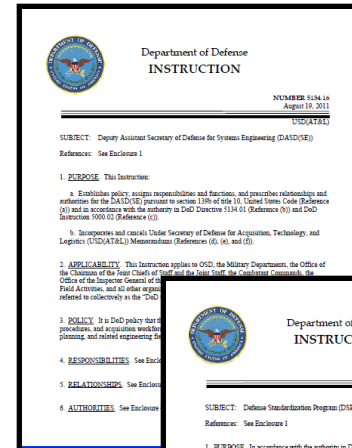 Department of Defense
INSTRUCTION
NUMBER 5134.16
August 19, 2011
USD(AT&L)
SUBJECT: Deputy Assistant Secretary of Defense for Systems Engineering (DASD(SE))
References: See Enclosure 1
1. PURPOSE. This Instruction:
a. Establishes policy, assigns responsibilities and functions, and prescribes relationships and
authorities for the DASD(SE) pursuant to section 139b of title 10, United States Code (Reference
(a)) and in accordance with the authority in DoD Directive 5134.01 (Reference (b)) and DoD
Instruction 5000.02 (Reference (c)).
b. Incorporates and cancels Under Secretary of Defense for Acquisition, Technology, and
Logistics (USD(AT&L)) Memorandums (References (d), (e), and (f)).
2. APPLICABILITY. This Instruction applies to OSD, the Military Departments, the Office of
the Chairman of the Joint Chiefs of Staff and the Joint Staff, the Combatant Commands, the
Office of the Inspector General of th
Field Activities, and all other organi
referred to collectively as the "DoD
3. POLICY. It is DoD policy that th
procedures, and acquisition workfor
planning, and related engineering fie
4. RESPONSIBILITIES. See Encl
5. RELATIONSHIPS. See Enclosu
6. AUTHORITIES. See Enclosure
Department of
INSTRUC
SUBJECT: Defense Standardization Program (DSP
References: See Enclosure 1
1. PURPOSE. In accordance with the authority in D